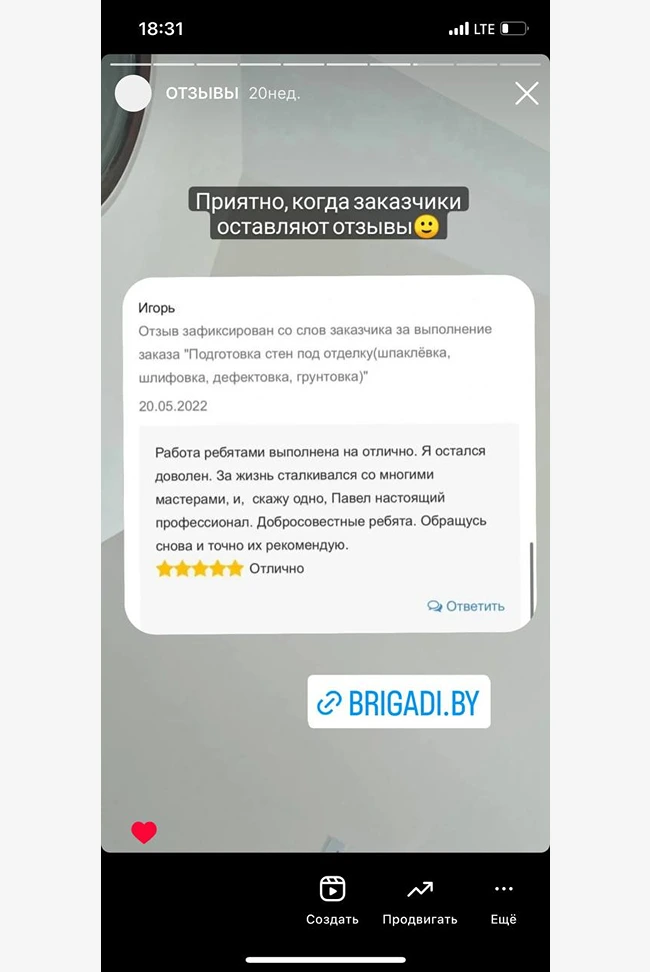 18:31
LTE
ОТЗЫВЫ 20нед.
Приятно, когда заказчики
оставляют отзывы🙂
Игорь
Отзыв зафиксирован со слов заказчика за выполнение
заказа "Подготовка стен под отделку(шпаклёвка,
шлифовка, дефектовка, грунтовка)"
20.05.2022
Работа ребятами выполнена на отлично. Я остался
доволен. За жизнь сталкивался со многими
мастерами, и, скажу одно, Павел настоящий
профессионал. Добросовестные ребята. Обращусь
снова и точно их рекомендую.
Отлично
Ответить
BRIGADI.BY
Создать Продвигать Ещё